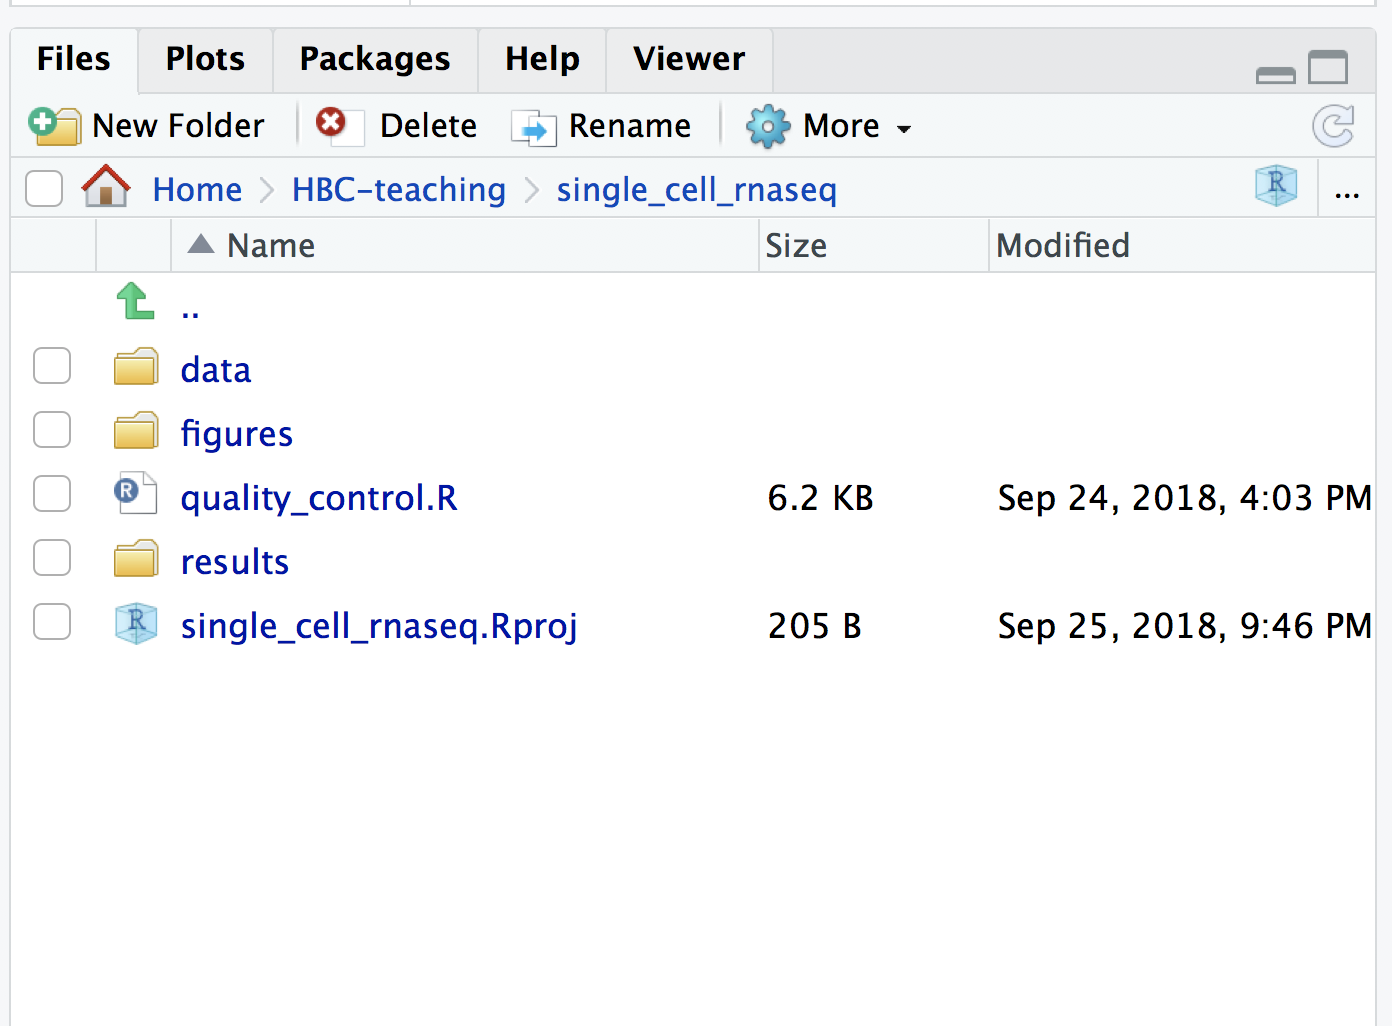 Files Plots Packages Help Viewer
New Folder Delete Rename More
Home HBC-teaching single_cell_rnaseq R ...
Name Size Modified
..
data
figures
R quality_control.R 6.2 KB Sep 24, 2018, 4:03 PM
results
R single_cell_rnaseq.Rproj 205 B Sep 25, 2018, 9:46 PM